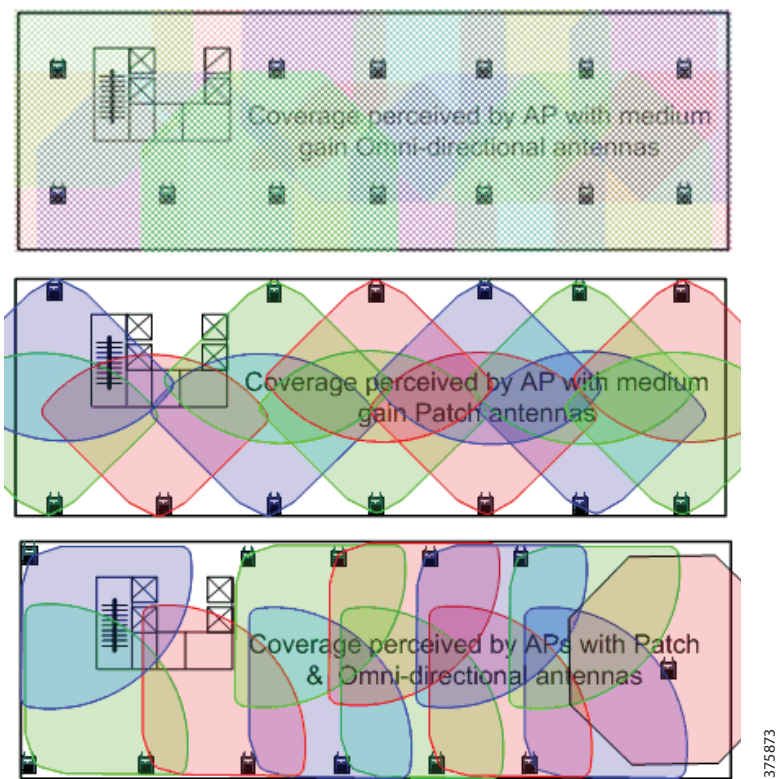 Coverage perceived by AP with medium
gain Omni-directional antennas
Coverage perceived by AP with medium
gain Patch antennas
Coverage perceived by APs with Patch
& Omni-directional antennas
375873